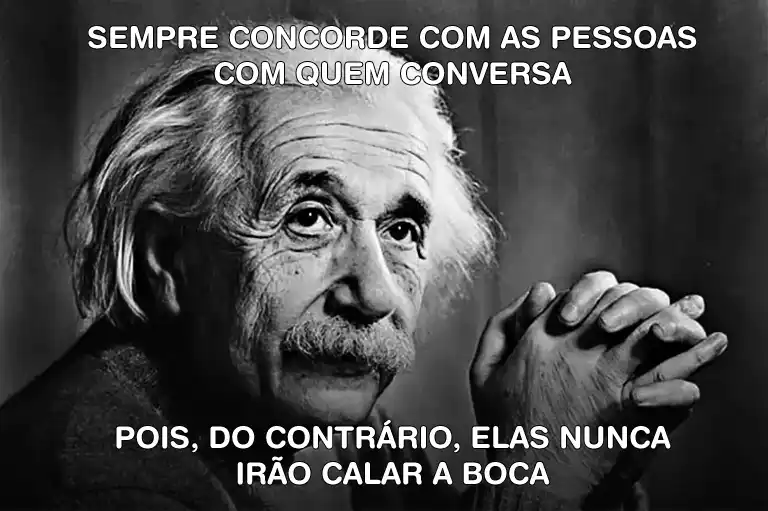 SEMPRE CONCORDE COM AS PESSOAS
COM QUEM CONVERSA
POIS, DO CONTRÁRIO, ELAS NUNCA
IRÃO CALAR A BOCA